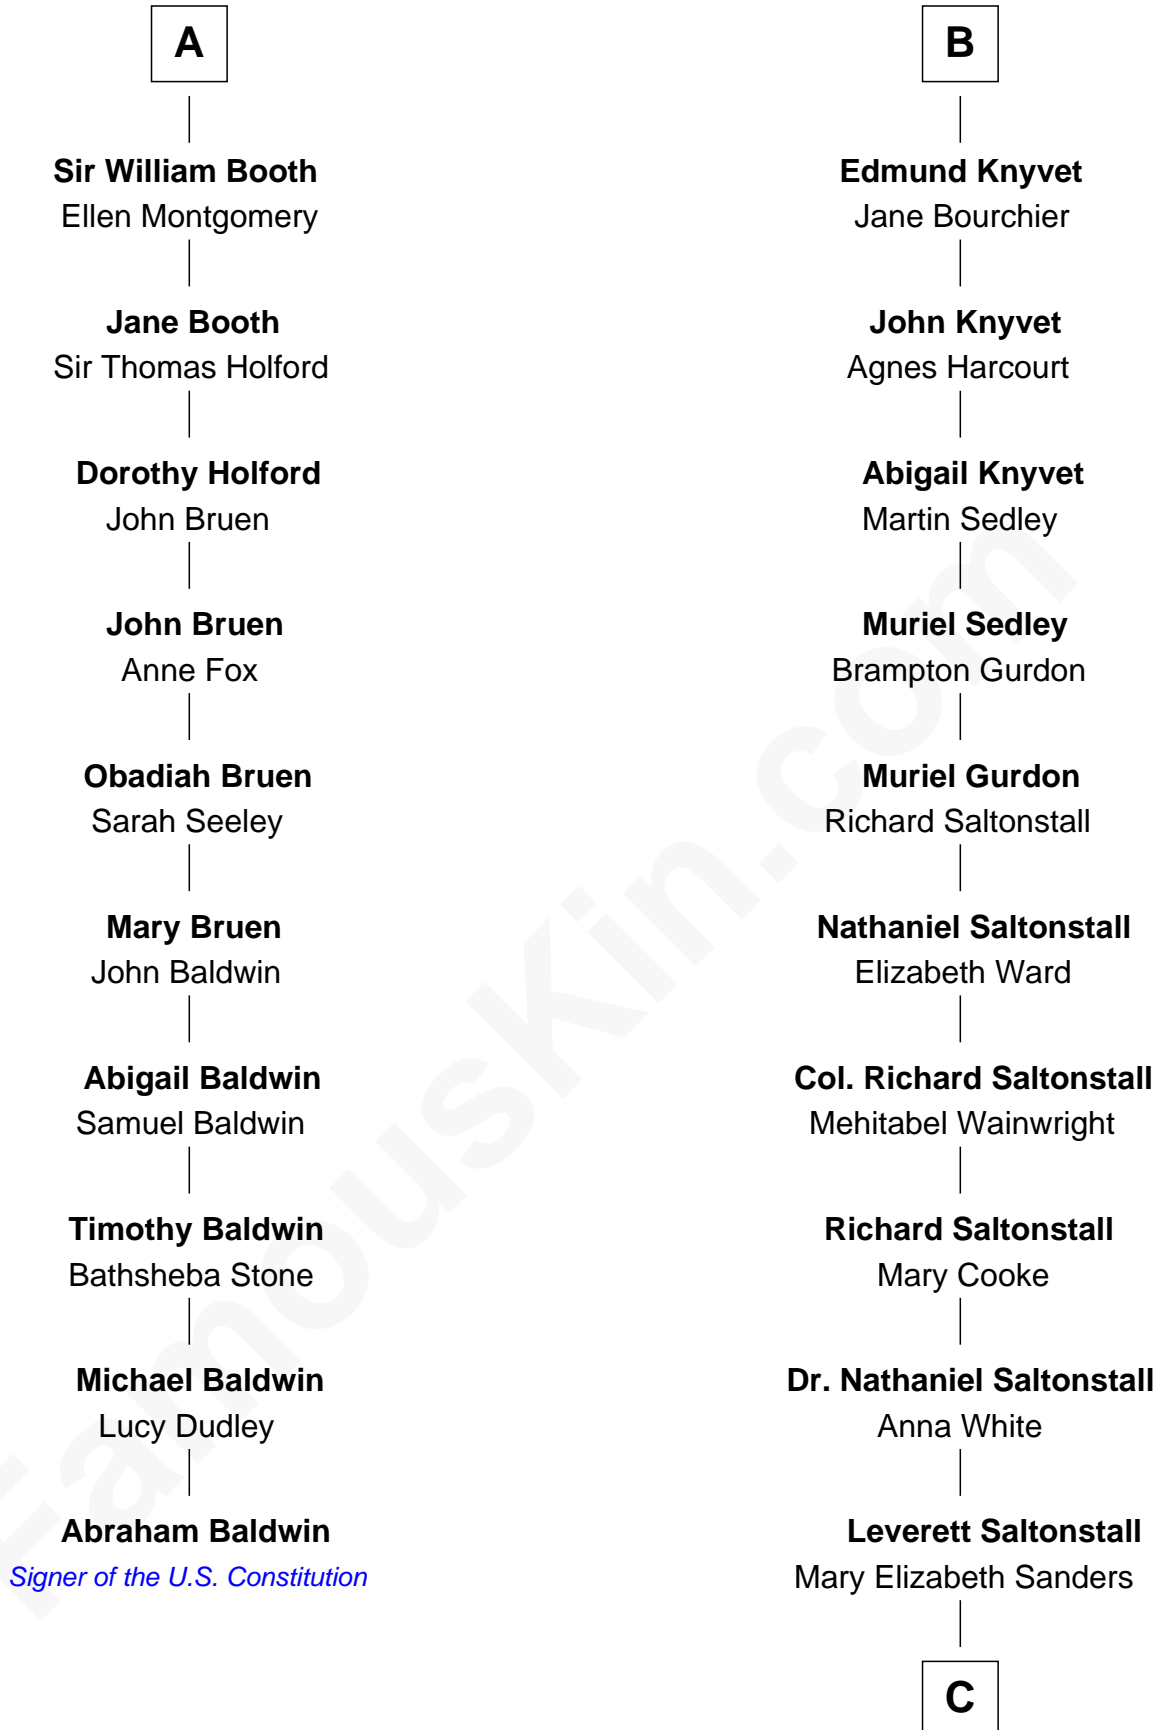 A
Sir William Booth
Ellen Montgomery
Jane Booth
Sir Thomas Holford
Dorothy Holford
John Bruen
John Bruen
Anne Fox
Obadiah Bruen
Sarah Seeley
Mary Bruen
John Baldwin
Abigail Baldwin
Samuel Baldwin
Timothy Baldwin
Bathsheba Stone
Michael Baldwin
Lucy Dudley
Abraham Baldwin
Signer of the U.S. Constitution
B
Edmund Knyvet
Jane Bourchier
John Knyvet
Agnes Harcourt
Abigail Knyvet
Martin Sedley
Muriel Sedley
Brampton Gurdon
Muriel Gurdon
Richard Saltonstall
Nathaniel Saltonstall
Elizabeth Ward
Col. Richard Saltonstall
Mehitabel Wainwright
Richard Saltonstall
Mary Cooke
Dr. Nathaniel Saltonstall
Anna White
Leverett Saltonstall
Mary Elizabeth Sanders
C
FamousKin.com